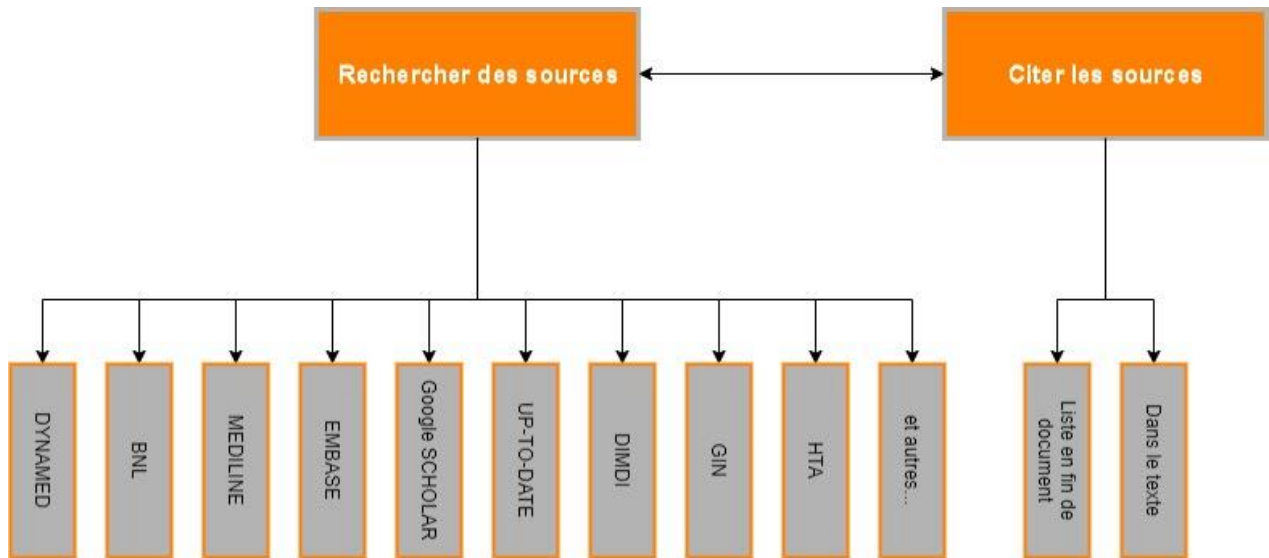 Rechercher des sources
Citer les sources
DYNAMED
BNL
MEDILINE
EMBASE
Google SCHOLAR
UP-TO-DATE
DIMDI
GIN
HTA
et autres...
Liste en fin de
document
Dans le texte